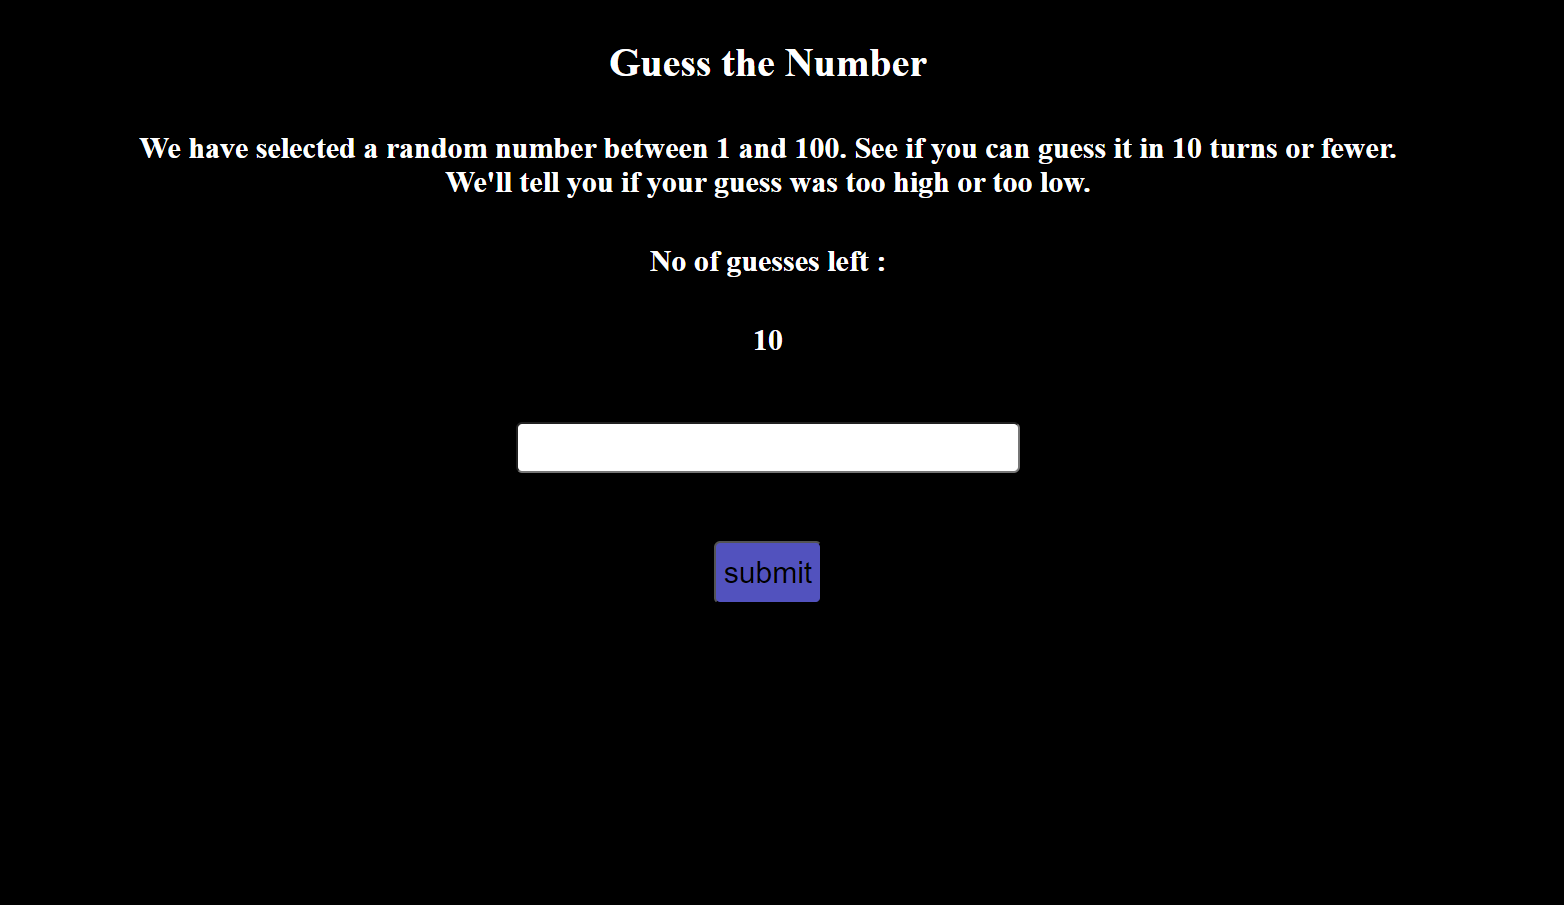 Guess the Number
We have selected a random number between 1 and 100. See if you can guess it in 10 turns or fewer.
We'll tell you if your guess was too high or too low.
No of guesses left :
10
submit